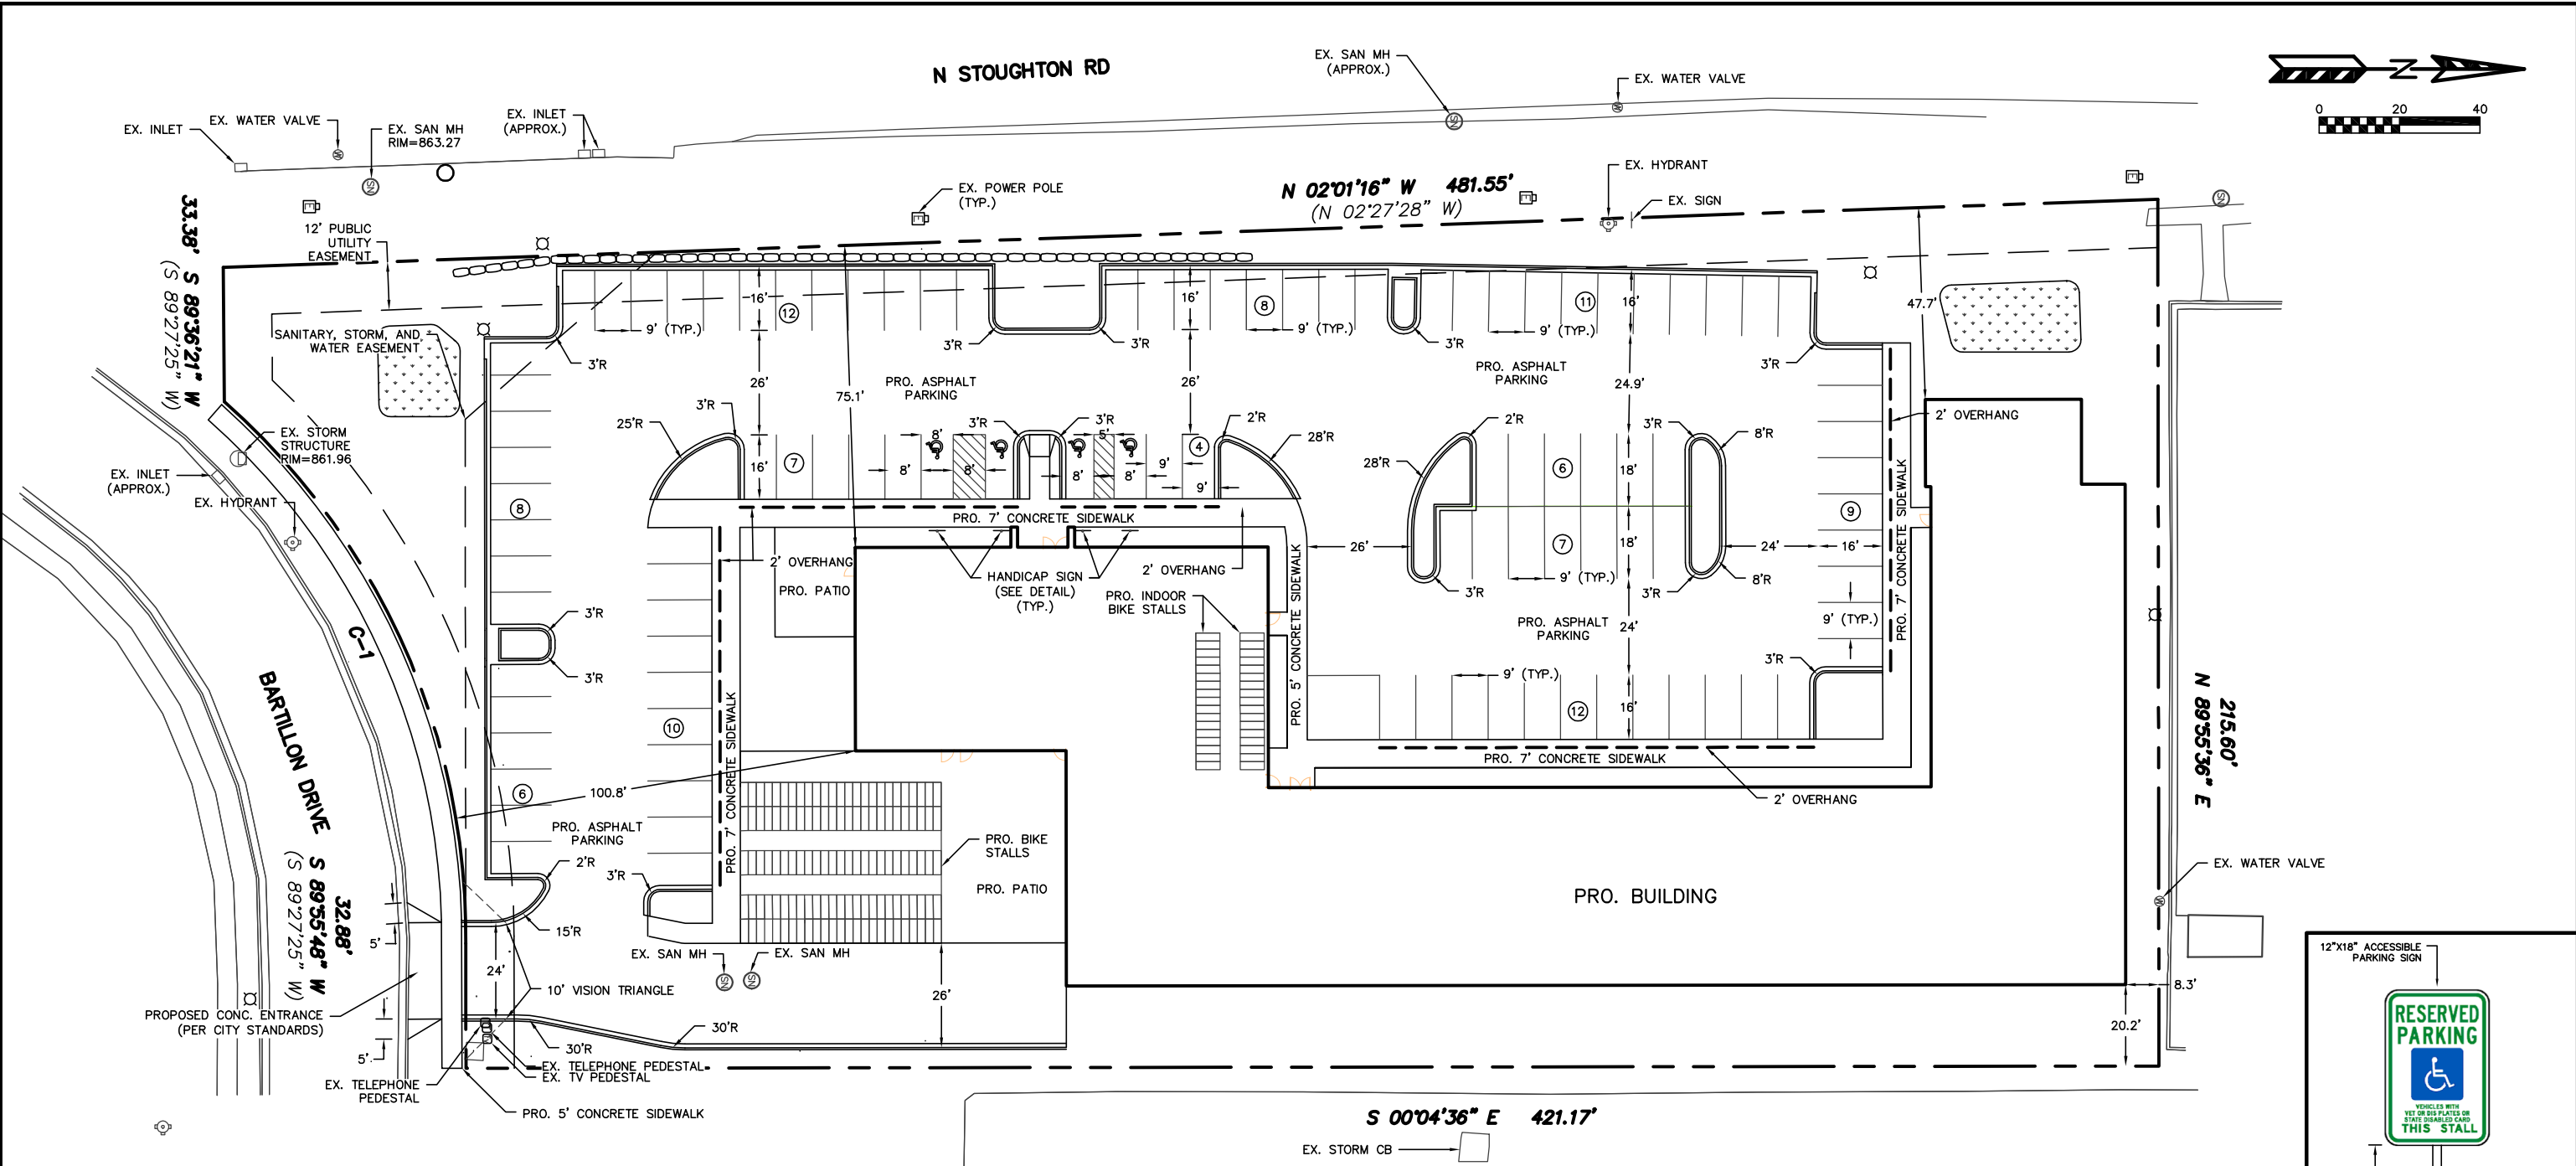 N STOUGHTON RD
EX. SAN MH
(APPROX.)
EX. WATER VALVE
Z
0 20 40
EX. INLET
EX. WATER VALVE
EX. SAN MH
RIM=863.27
EX. INLET
(APPROX.)
EX. POWER POLE
(TYP.)
N 02°01'16" W 481.55'
(N 02°27'28" W)
EX. HYDRANT
EX. SIGN
33.38' S 89°36'21" W
(S 89°27'25" W)
12' PUBLIC
UTILITY
EASEMENT
SANITARY, STORM, AND
WATER EASEMENT
16'
12
9' (TYP.)
3'R
3'R
3'R
16'
8
9' (TYP.)
3'R
11
16'
9' (TYP.)
3'R
47.7'
26'
75.1'
PRO. ASPHALT
PARKING
26'
PRO. ASPHALT
PARKING
24.9'
2' OVERHANG
EX. STORM
STRUCTURE
RIM=861.96
EX. INLET
(APPROX.)
EX. HYDRANT
25'R
3'R
16'
7
8'
8'
8'
3'R
3'R
5'
8'
8'
9'
4
9'
2'R
28'R
2'R
28'R
6
18'
3'R
8'R
8
PRO. 7' CONCRETE SIDEWALK
9
PRO. 7' CONCRETE SIDEWALK
2' OVERHANG
PRO. PATIO
HANDICAP SIGN
(SEE DETAIL)
(TYP.)
2' OVERHANG
PRO. INDOOR
BIKE STALLS
PRO. 5' CONCRETE SIDEWALK
26'
7
18'
9' (TYP.)
3'R
3'R
8'R
24'
16'
9' (TYP.)
PRO. ASPHALT
PARKING
24'
3'R
3'R
3'R
C-1
BARTILLON DRIVE
9' (TYP.)
12
16'
10
PRO. 7' CONCRETE SIDEWALK
PRO. 7' CONCRETE SIDEWALK
2' OVERHANG
215.60'
N 89°55'36" E
6
100.8'
PRO. ASPHALT
PARKING
2'R
3'R
15'R
PRO. BIKE
STALLS
PRO. PATIO
PRO. BUILDING
EX. WATER VALVE
32.88'
S 89°55'48" W
(S 89°27'25" W)
5'
24'
EX. SAN MH
EX. SAN MH
10' VISION TRIANGLE
26'
8.3'
20.2'
PROPOSED CONC. ENTRANCE
(PER CITY STANDARDS)
5'
30'R
30'R
EX. TELEPHONE PEDESTAL
EX. TV PEDESTAL
EX. TELEPHONE
PEDESTAL
PRO. 5' CONCRETE SIDEWALK
S 00°04'36" E 421.17'
EX. STORM CB
12"X18" ACCESSIBLE
PARKING SIGN
RESERVED
PARKING
VEHICLES WITH
VET OR DIS PLATES OR
STATE DISABLED CARD
THIS STALL